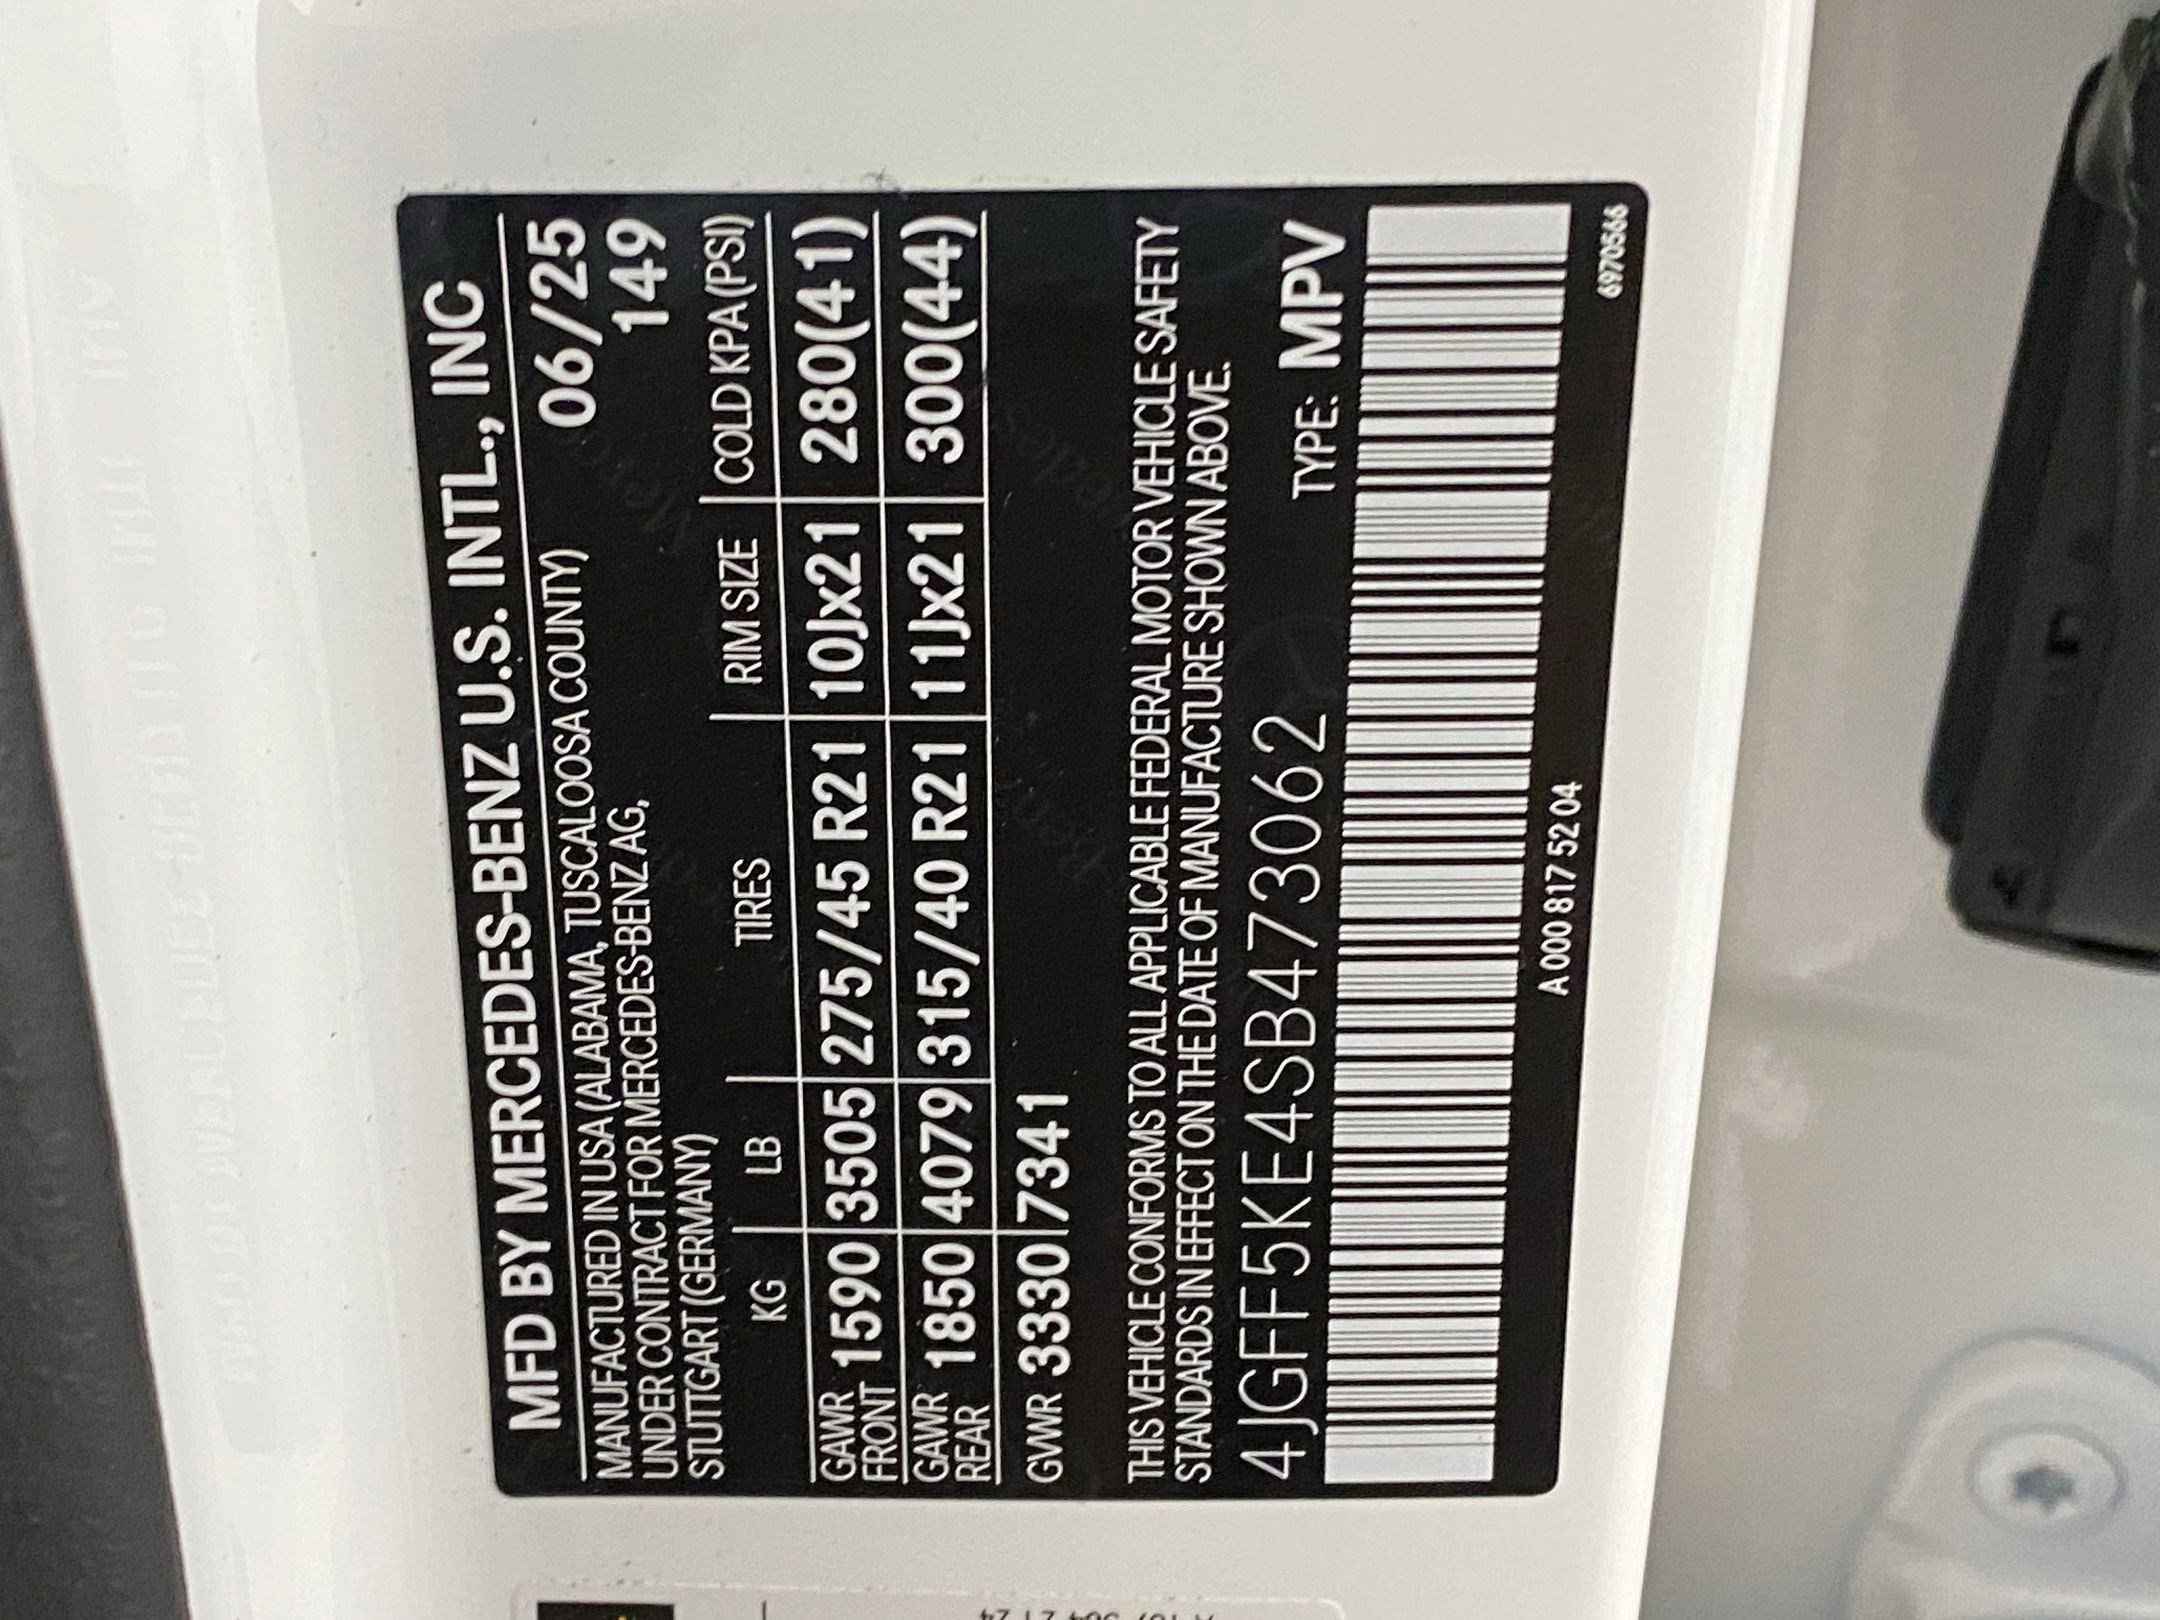 MFD BY MERCEDES-BENZ U.S. INTL., INC
MANUFACTURED IN USA (ALABAMA, TUSCALOOSA COUNTY) 06/25
UNDER CONTRACT FOR MERCEDES-BENZ AG, 149
STUTTGART (GERMANY)
KG LB TIRES RIM SIZE COLD KPA (PSI)
GAWR FRONT 1590 3505 275/45 R21 10Jx21 280(41)
GAWR REAR 1850 4079 315/40 R21 11Jx21 300(44)
GVWR 3330 7341
THIS VEHICLE CONFORMS TO ALL APPLICABLE FEDERAL MOTOR VEHICLE SAFETY
STANDARDS IN EFFECT ON THE DATE OF MANUFACTURE SHOWN ABOVE.
4JGFF5KE4SB473062 TYPE: MPV
A 000 817 52 04
6970566